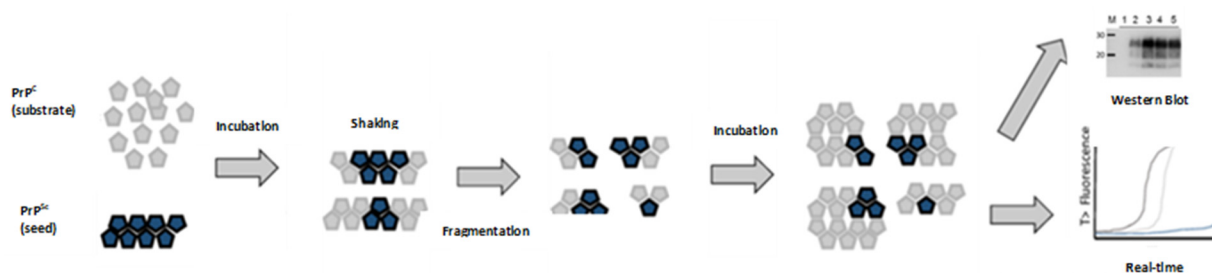 PrPᶜ
(substrate)
PrPˢᶜ
(seed)
Incubation
Shaking
Fragmentation
Incubation
M 1 2 3 4 5
30
20
Western Blot
T> Fluorescence
Real-time